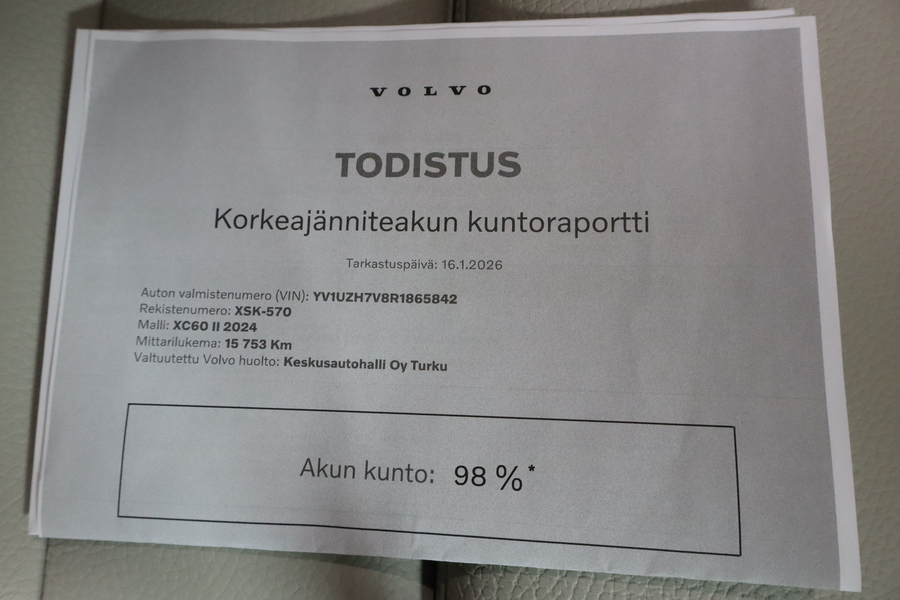 VOLVO
TODISTUS
Korkeajänniteakun kuntoraportti
Tarkastuspäivä: 16.1.2026
Auton valmistenumero (VIN): YV1UZH7V8R1865842
Rekistenumero: XSK-570
Malli: XC60 II 2024
Mittarilukema: 15 753 Km
Valtuutettu Volvo huolto: Keskusautohalli Oy Turku
Akun kunto: 98 %*